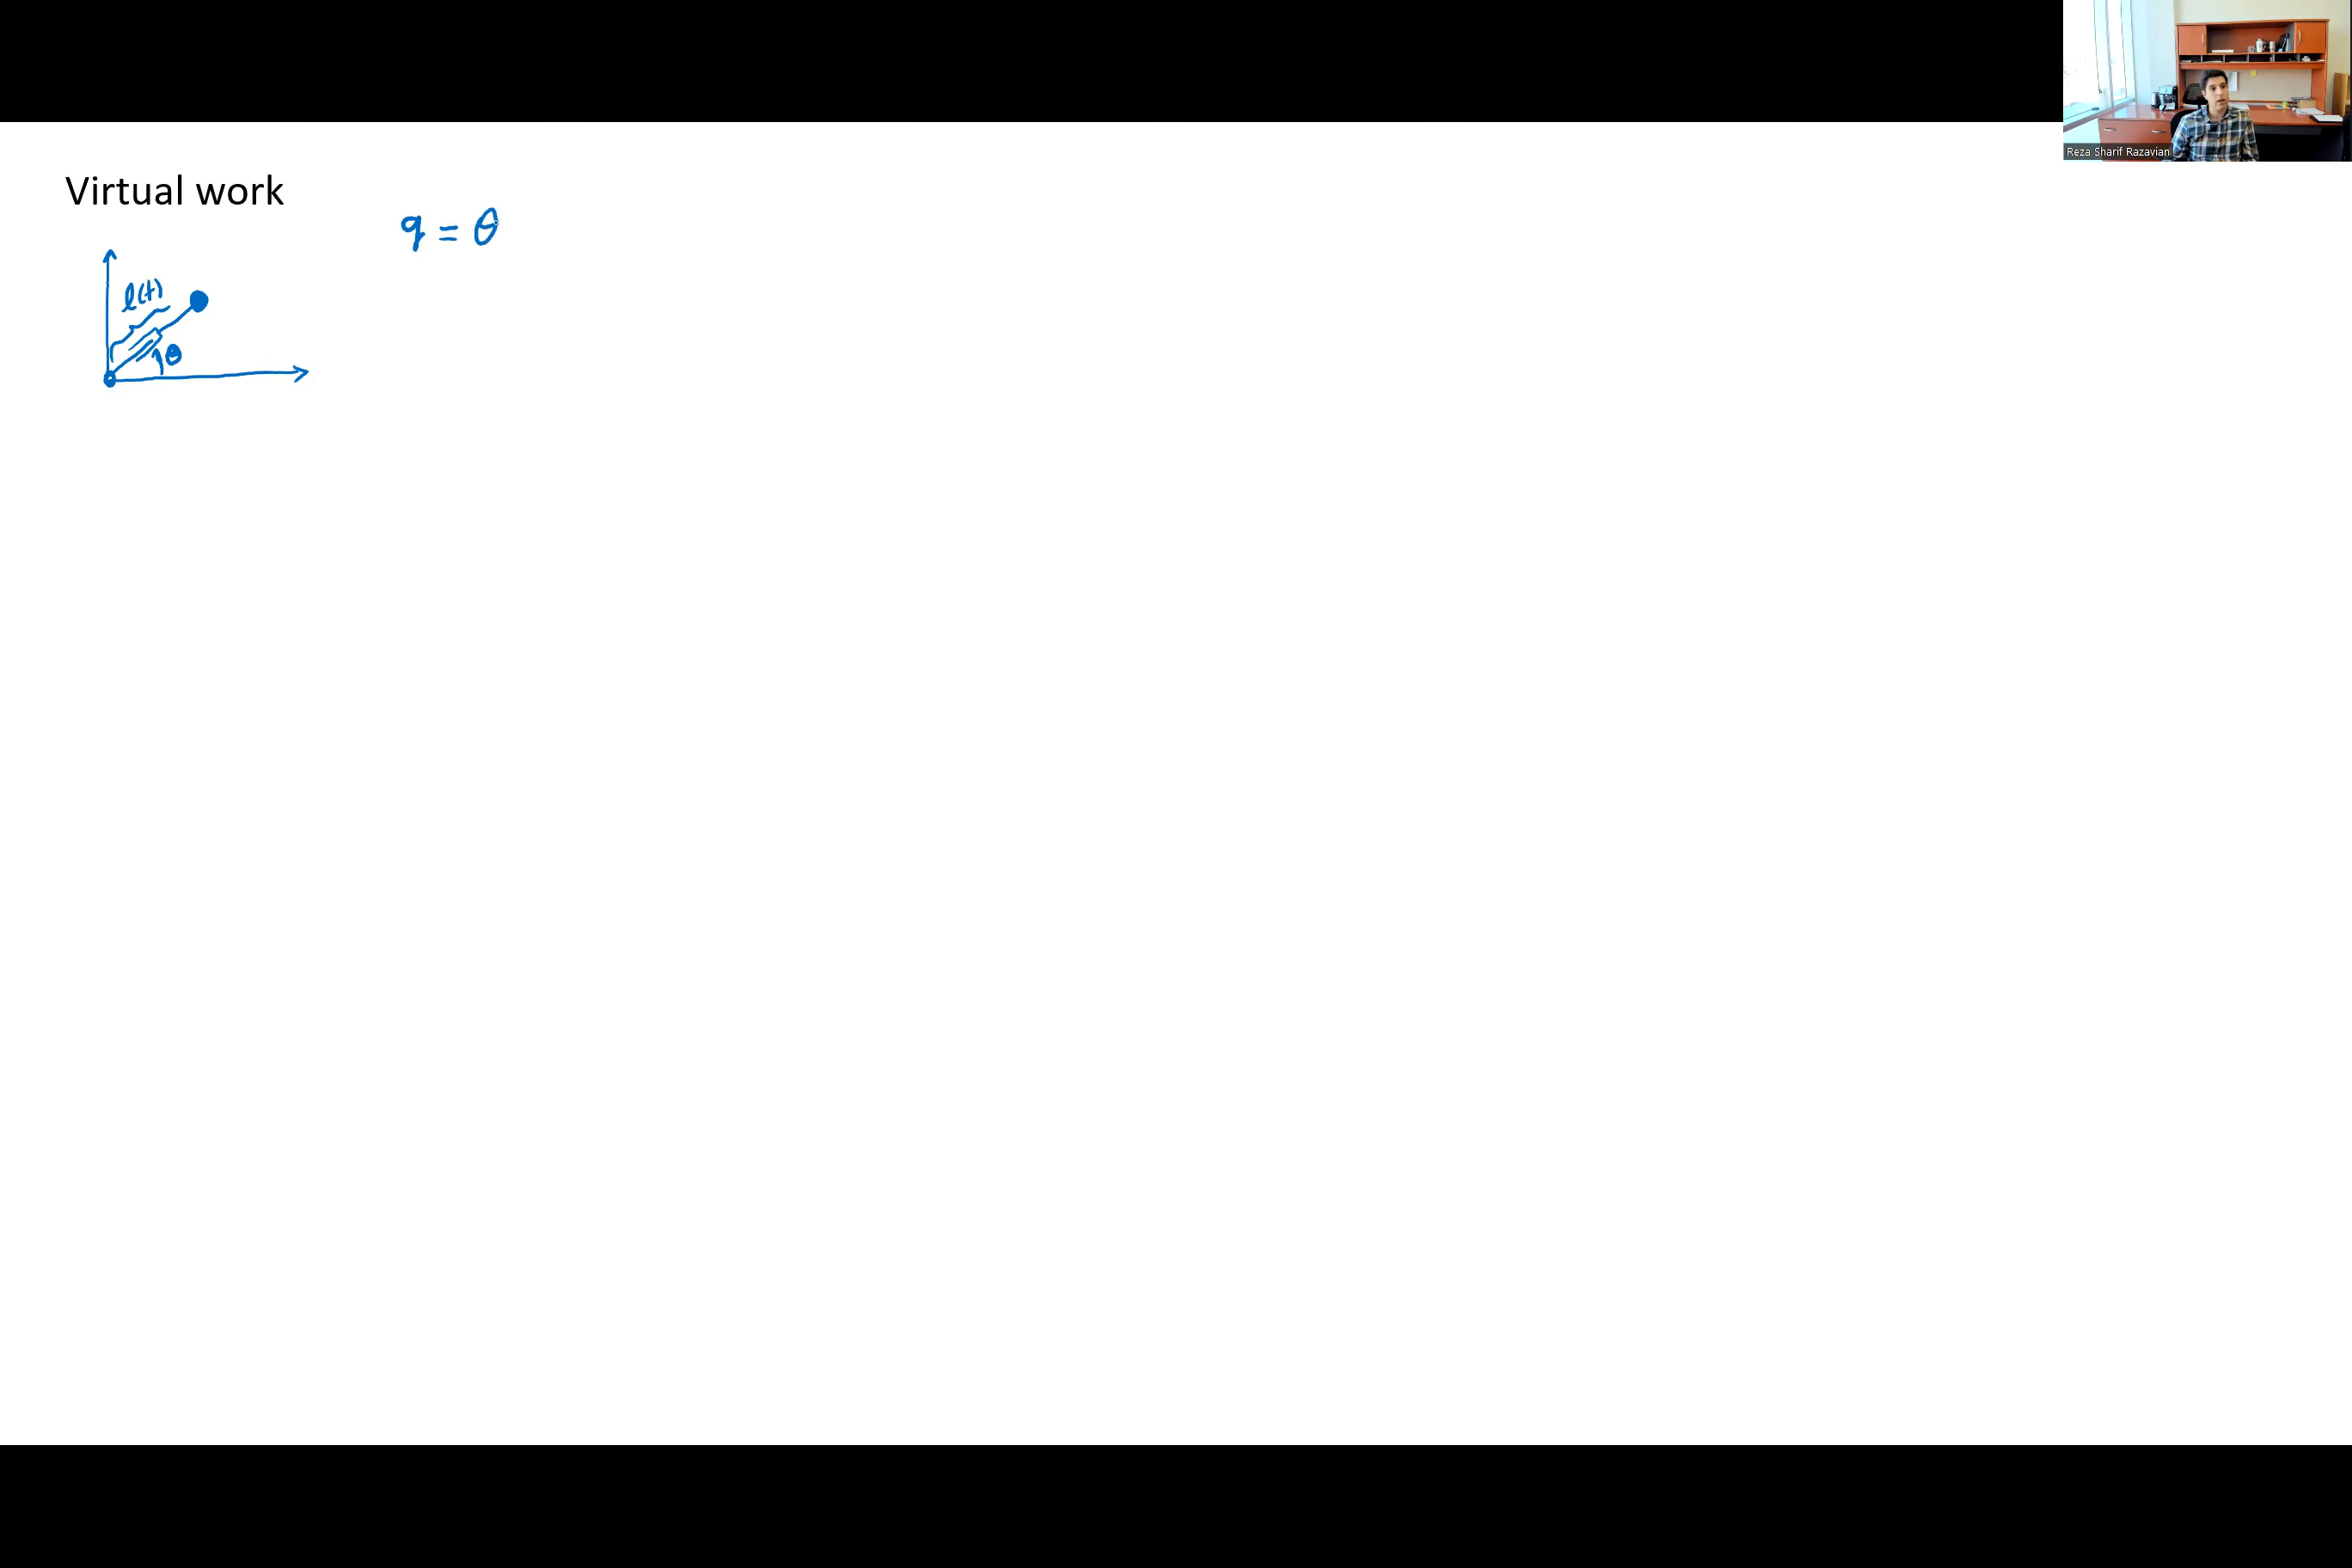 Reza Sharif Razavian
Virtual work
q = θ
l(t)
θ